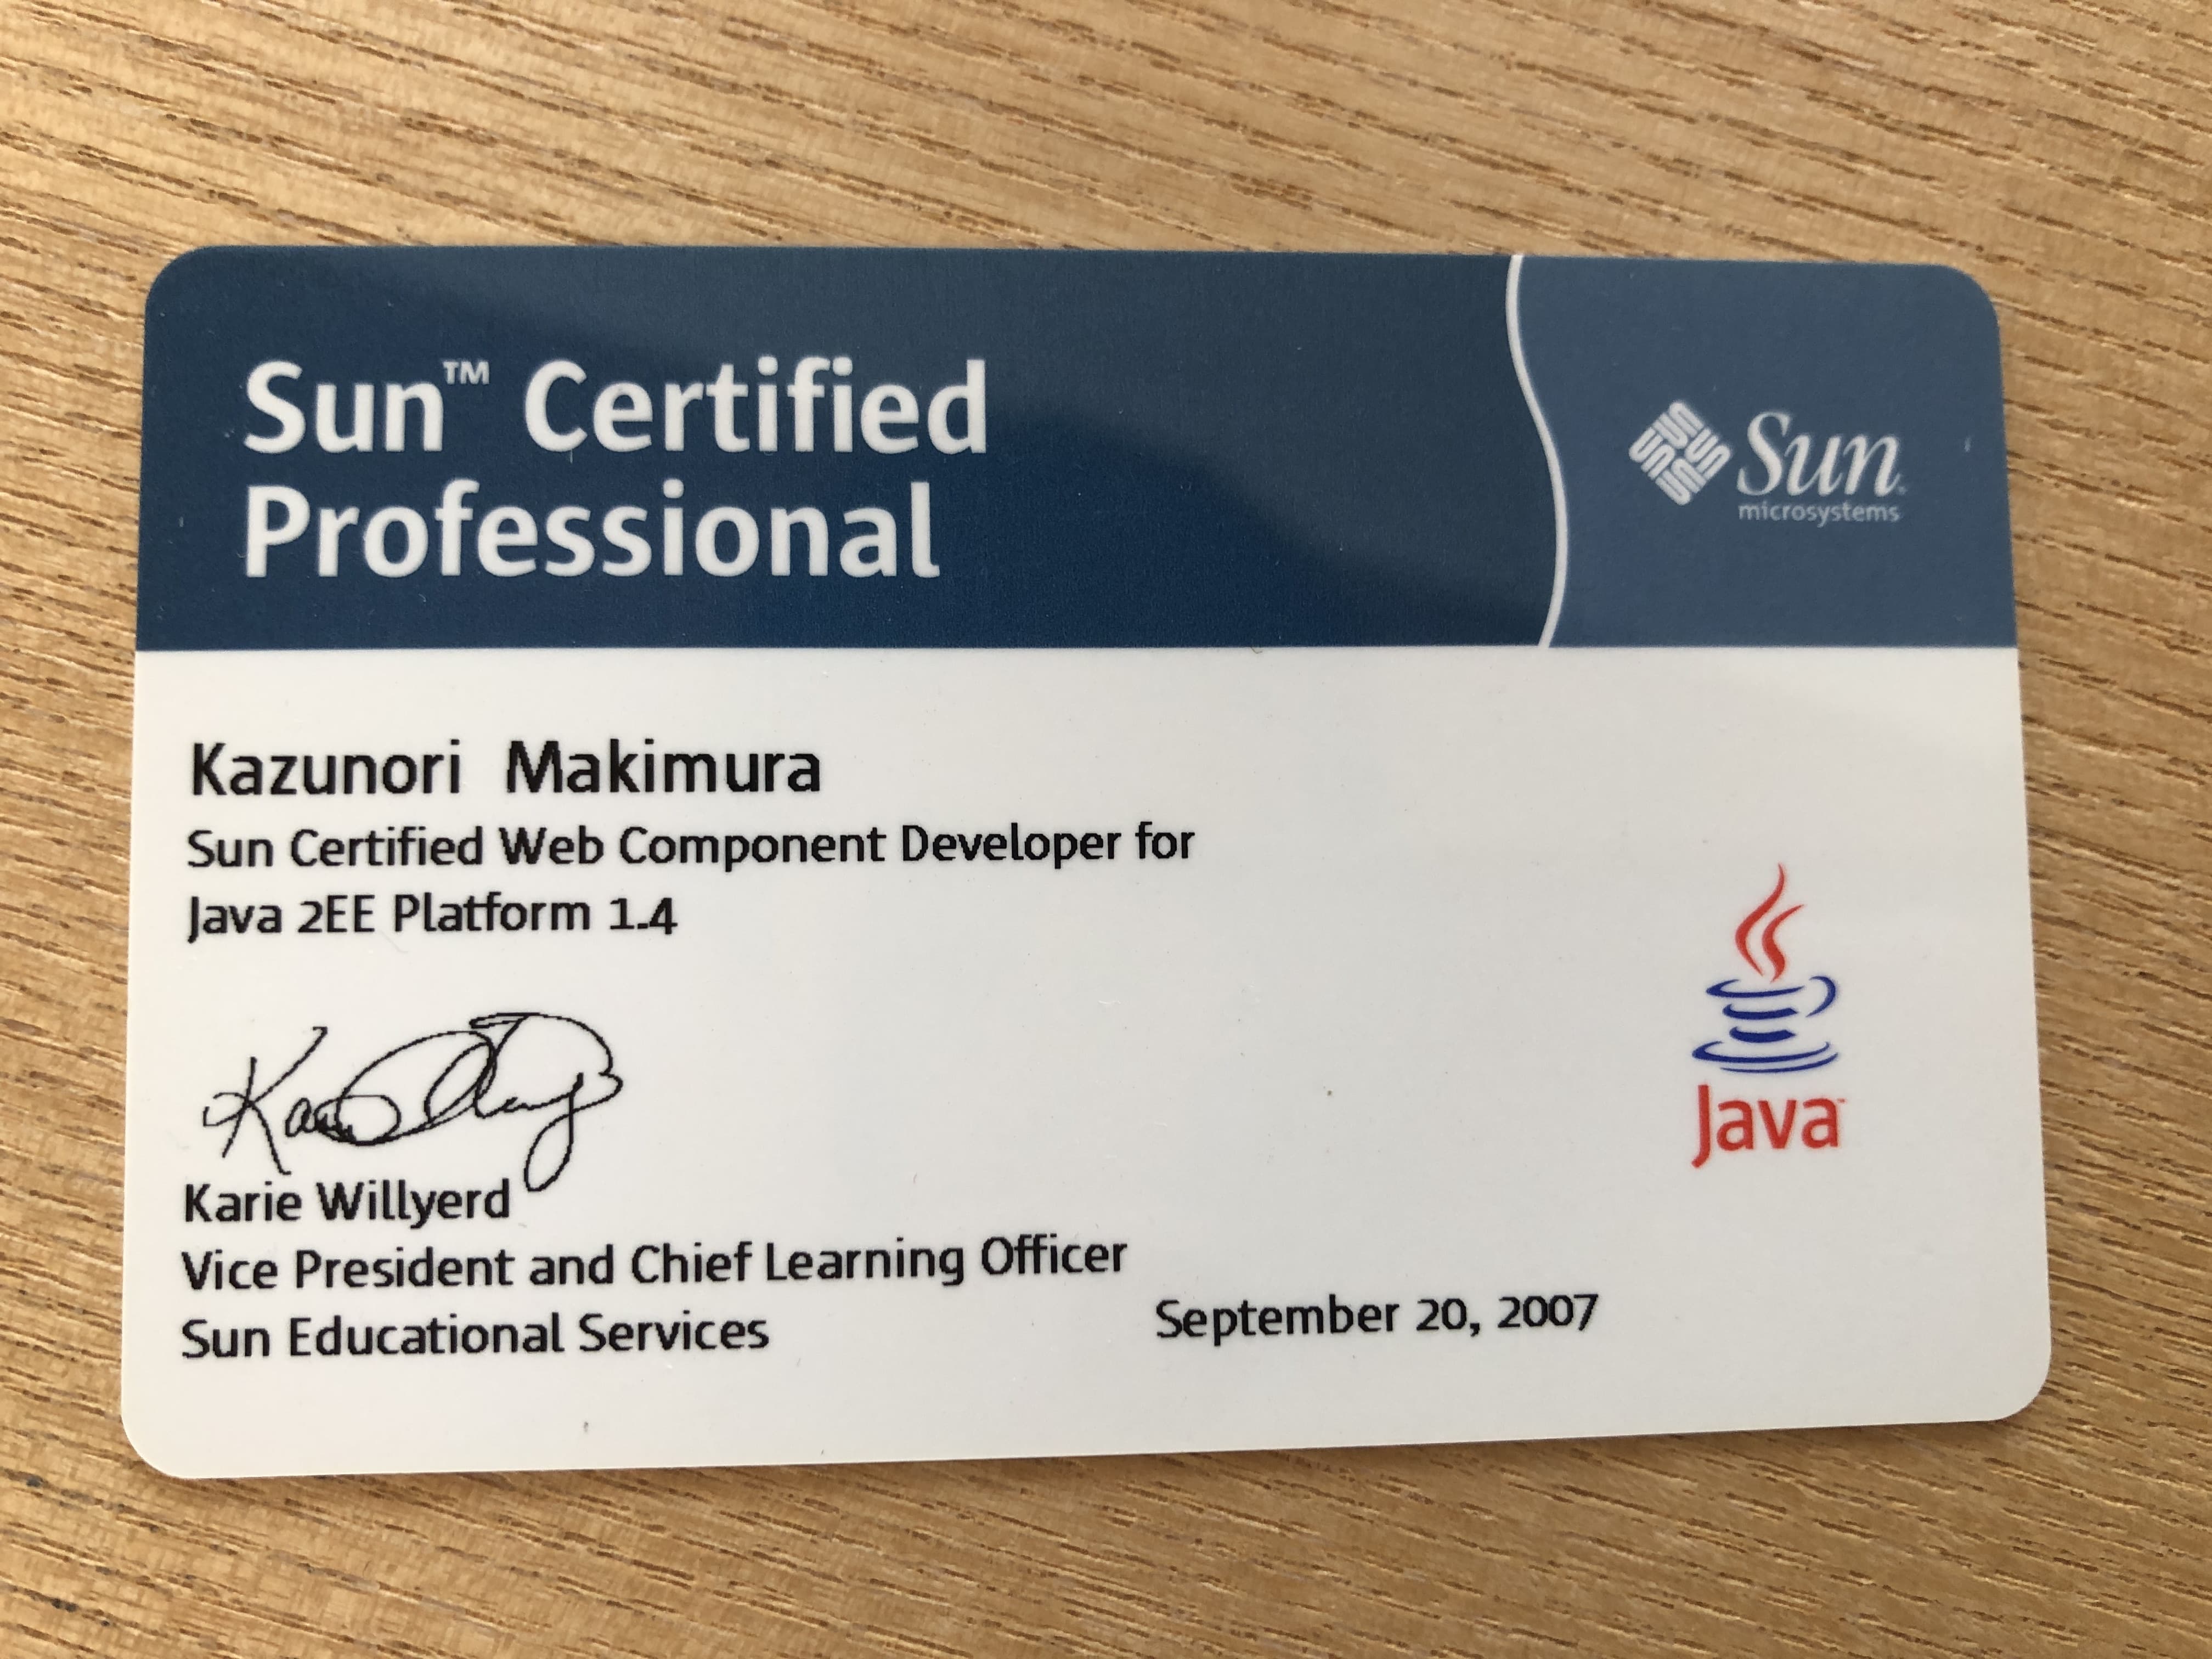 Sun™ Certified
Professional
Sun
microsystems
Kazunori Makimura
Sun Certified Web Component Developer for
Java 2EE Platform 1.4
Java™
Karie Willyerd
Vice President and Chief Learning Officer
Sun Educational Services
September 20, 2007